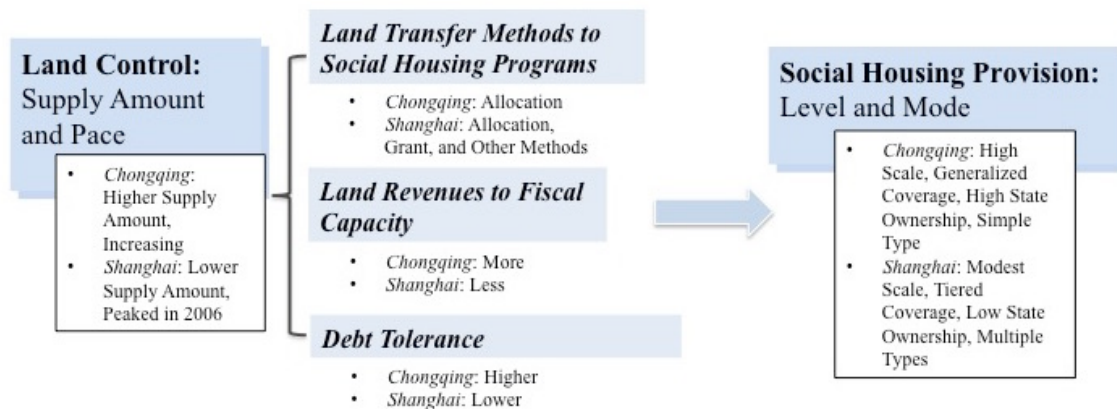 Land Control:
Supply Amount
and Pace
• Chongqing:
Higher Supply
Amount,
Increasing
• Shanghai: Lower
Supply Amount,
Peaked in 2006
Land Transfer Methods to
Social Housing Programs
• Chongqing: Allocation
• Shanghai: Allocation,
Grant, and Other Methods
Land Revenues to Fiscal
Capacity
• Chongqing: More
• Shanghai: Less
Debt Tolerance
• Chongqing: Higher
• Shanghai: Lower
Social Housing Provision:
Level and Mode
• Chongqing: High
Scale, Generalized
Coverage, High State
Ownership, Simple
Type
• Shanghai: Modest
Scale, Tiered
Coverage, Low State
Ownership, Multiple
Types